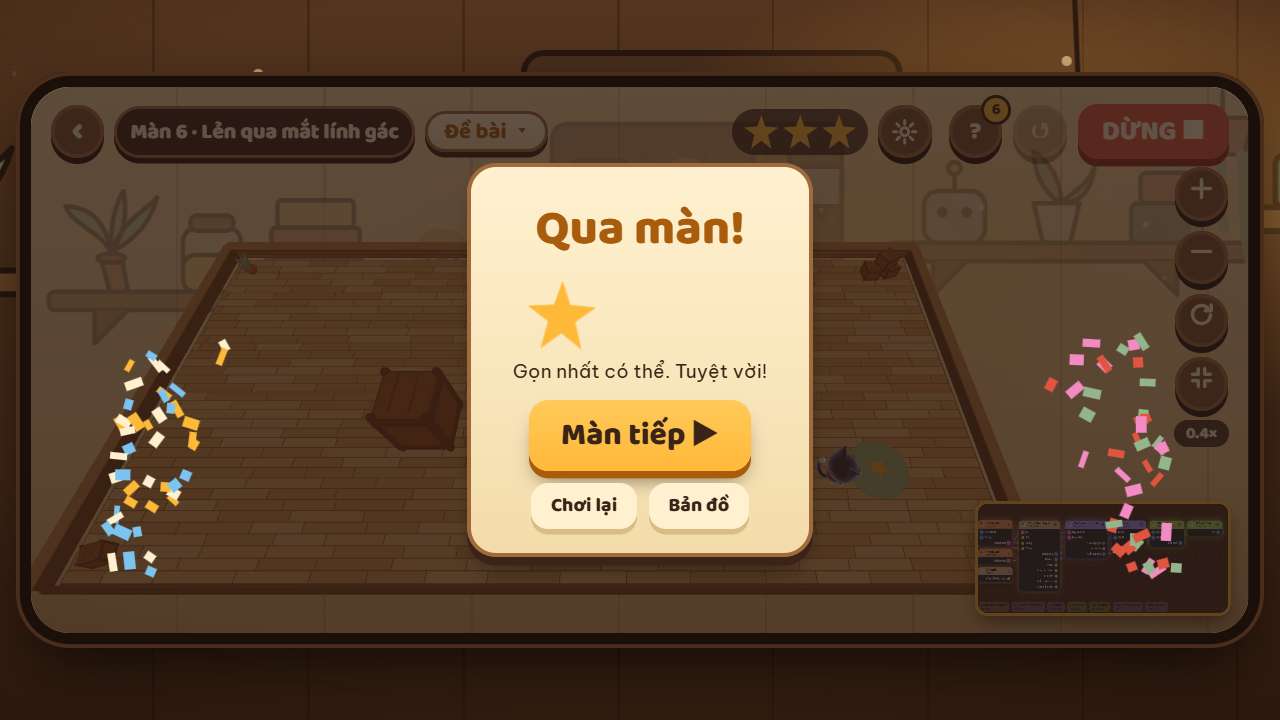 Màn 6 · Lẻn qua mắt lính gác
Đề bài
?
6
DỪNG
Qua màn!
Gọn nhất có thể. Tuyệt vời!
Màn tiếp
Chơi lại
Bản đồ
0.4×